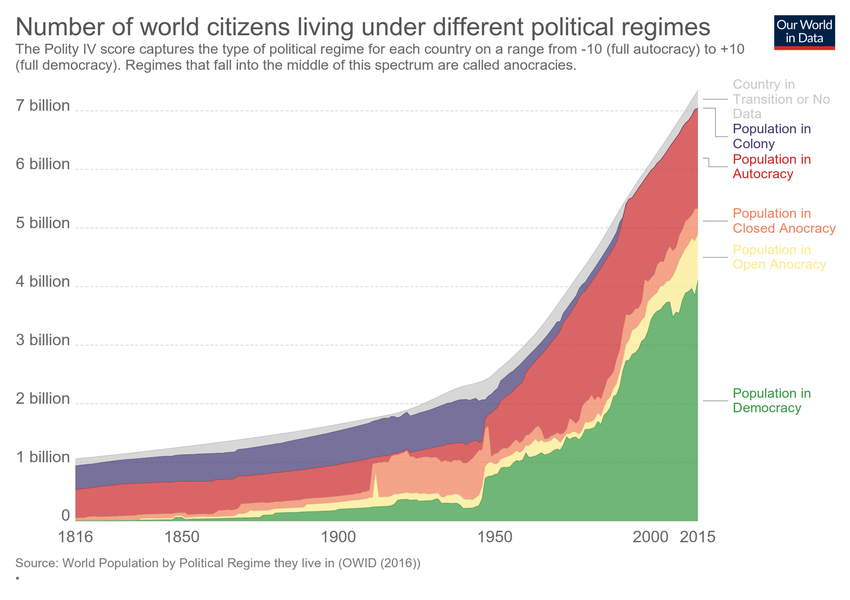 Number of world citizens living under different political regimes
The Polity IV score captures the type of political regime for each country on a range from -10 (full autocracy) to +10
(full democracy). Regimes that fall into the middle of this spectrum are called anocracies.
Our World
in Data
7 billion
6 billion
5 billion
4 billion
3 billion
2 billion
1 billion
0
1816
1850
1900
1950
2000
2015
Country in
Transition or No
Data
Population in
Colony
Population in
Autocracy
Population in
Closed Anocracy
Population in
Open Anocracy
Population in
Democracy
Source: World Population by Political Regime they live in (OWID (2016))
•